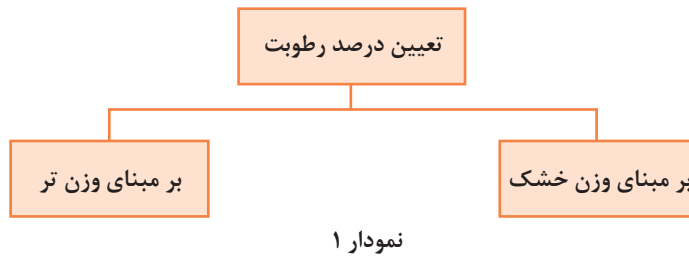 تعیین درصد رطوبت
بر مبنای وزن خشک
بر مبنای وزن تر
نمودار ۱